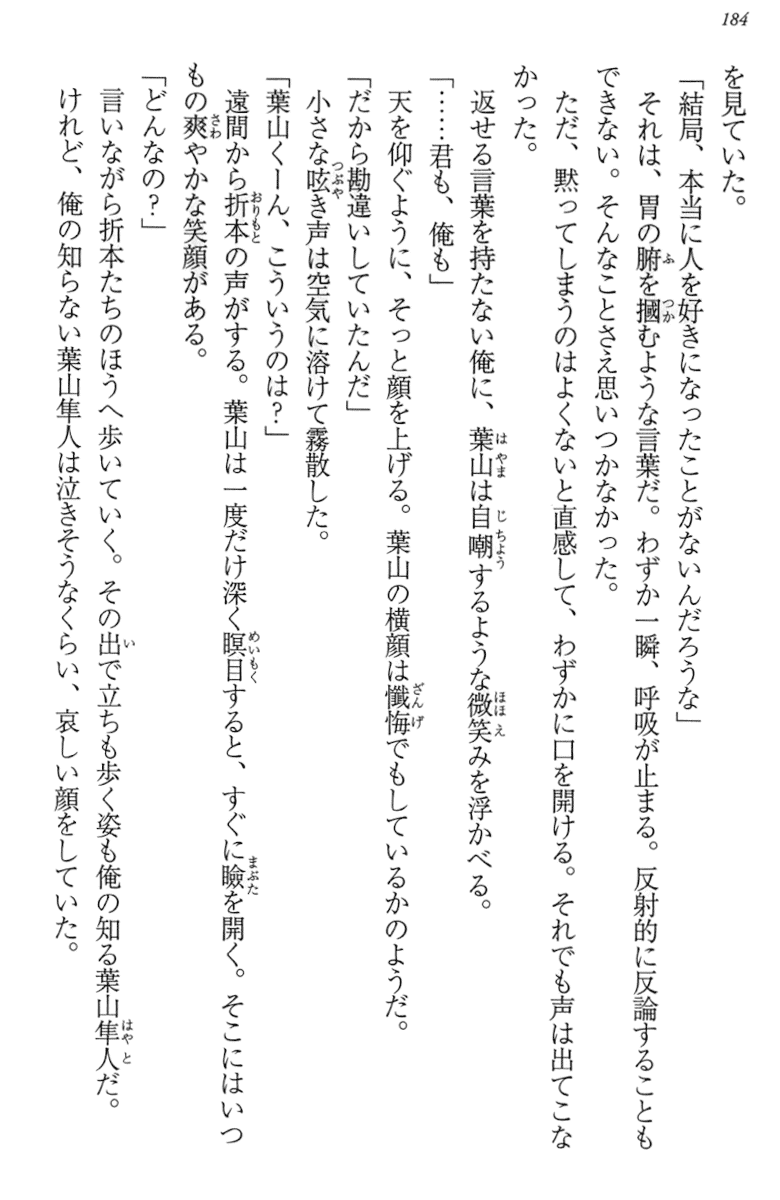 184
を見ていた。
「結局、本当に人を好きになったことがないんだろうな」
それは、胃の腑を摑むような言葉だ。わずか一瞬、呼吸が止まる。反射的に反論することも
できない。そんなことさえ思いつかなかった。
ただ、黙ってしまうのはよくないと直感して、わずかに口を開ける。それでも声は出てこな
かった。
返せる言葉を持たない俺に、葉山は自嘲するような微笑みを浮かべる。
「……君も、俺も」
天を仰ぐように、そっと顔を上げる。葉山の横顔は懺悔でもしているかのようだ。
「だから勘違いしていたんだ」
小さな呟き声は空気に溶けて霧散した。
「葉山くーん、こういうのは？」
遠間から折本の声がする。葉山は一度だけ深く瞑目すると、すぐに瞼を開く。そこにはいつ
もの爽やかな笑顔がある。
「どんなの？」
言いながら折本たちのほうへ歩いていく。その出で立ちも歩く姿も俺の知る葉山隼人だ。
けれど、俺の知らない葉山隼人は泣きそうなくらい、哀しい顔をしていた。